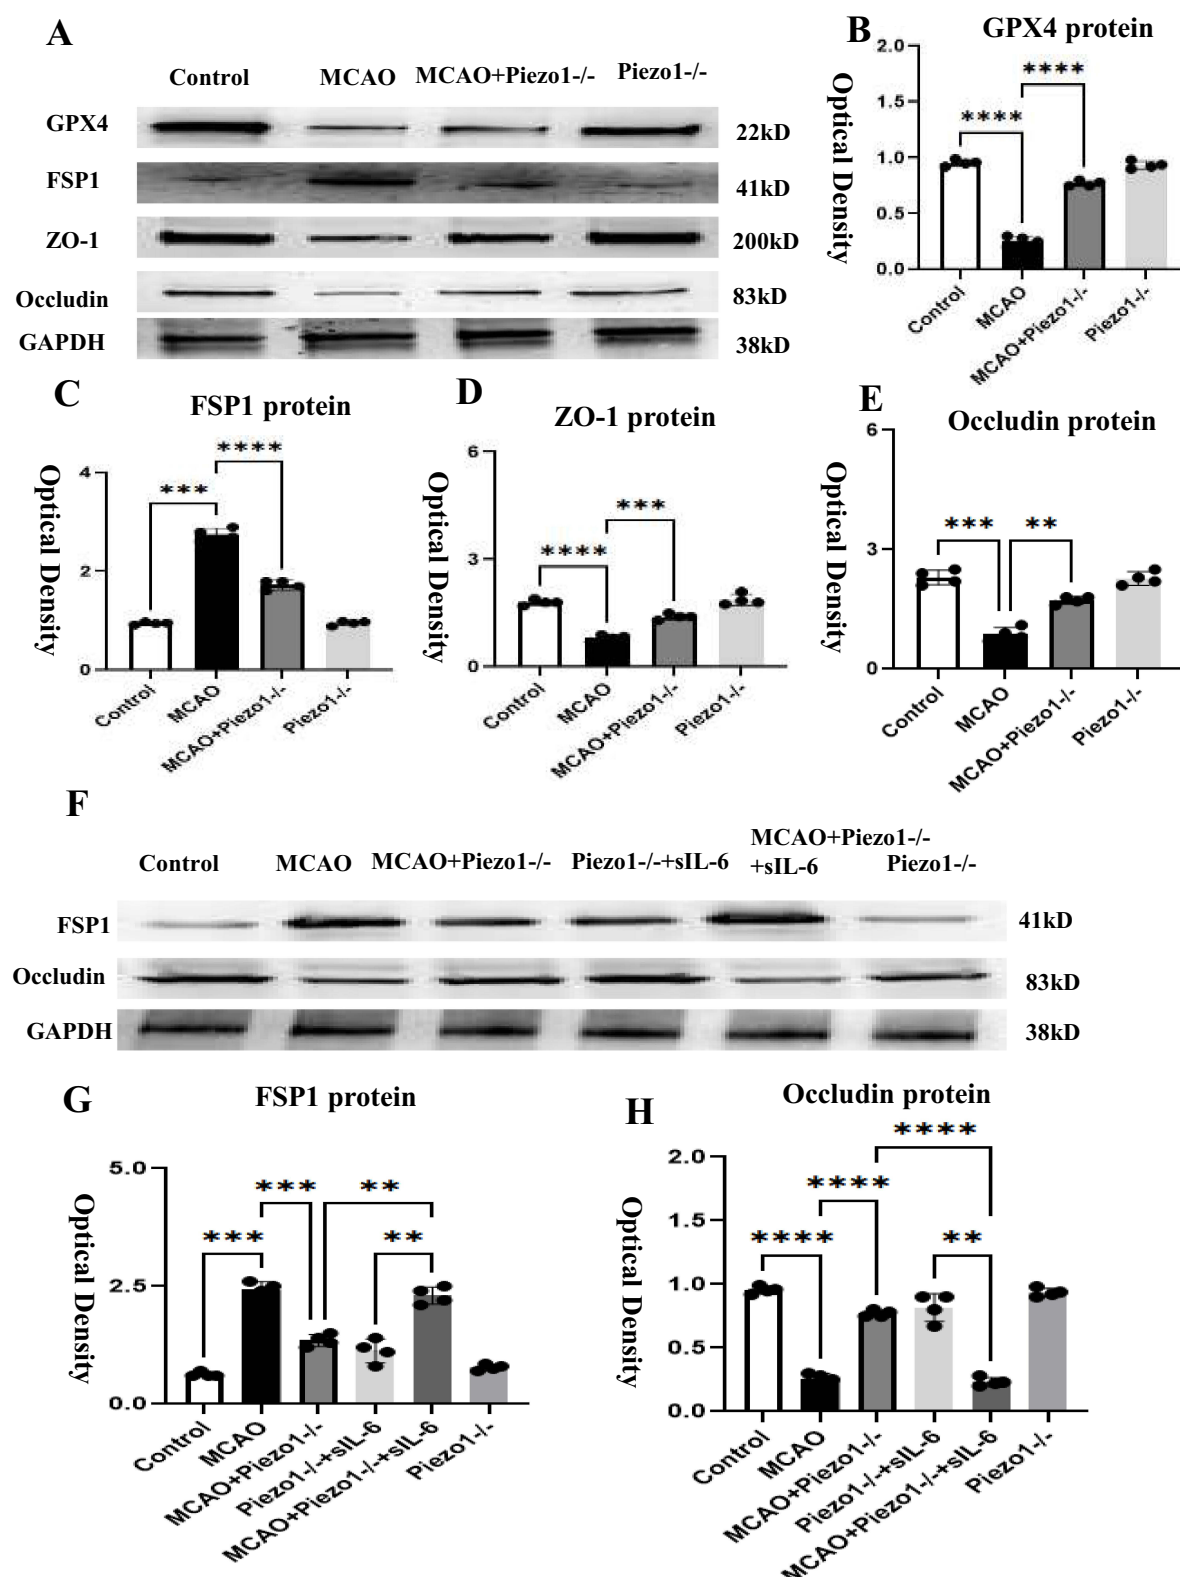 A
Control MCAO MCAO+Piezo1-/- Piezo1-/-
GPX4 22kD
FSP1 41kD
ZO-1 200kD
Occludin 83kD
GAPDH 38kD
B
GPX4 protein
Optical Density
2.0
1.5
1.0
0.5
0.0
****
****
Control
MCAO
MCAO+Piezo1-/-
Piezo1-/-
C
FSP1 protein
Optical Density
4
2
0
****
***
Control
MCAO
MCAO+Piezo1-/-
Piezo1-/-
D
ZO-1 protein
Optical Density
6
3
0
***
****
Control
MCAO
MCAO+Piezo1-/-
Piezo1-/-
E
Occludin protein
Optical Density
6
3
0
*** **
Control
MCAO
MCAO+Piezo1-/-
Piezo1-/-
F
Control MCAO MCAO+Piezo1-/- Piezo1-/-+sIL-6 MCAO+Piezo1-/-
+sIL-6 Piezo1-/-
FSP1 41kD
Occludin 83kD
GAPDH 38kD
G
FSP1 protein
Optical Density
5.0
2.5
0.0
*** **
*** **
Control
MCAO
MCAO+Piezo1-/-
Piezo1-/-+sIL-6
MCAO+Piezo1-/-+sIL-6
Piezo1-/-
H
Occludin protein
Optical Density
2.0
1.5
1.0
0.5
0.0
****
****
**** **
Control
MCAO
MCAO+Piezo1-/-
Piezo1-/-+sIL-6
MCAO+Piezo1-/-+sIL-6
Piezo1-/-